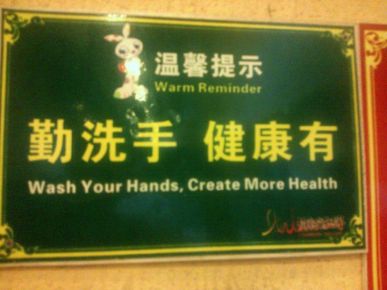 温馨提示
Warm Reminder
勤洗手 健康有
Wash Your Hands, Create More Health